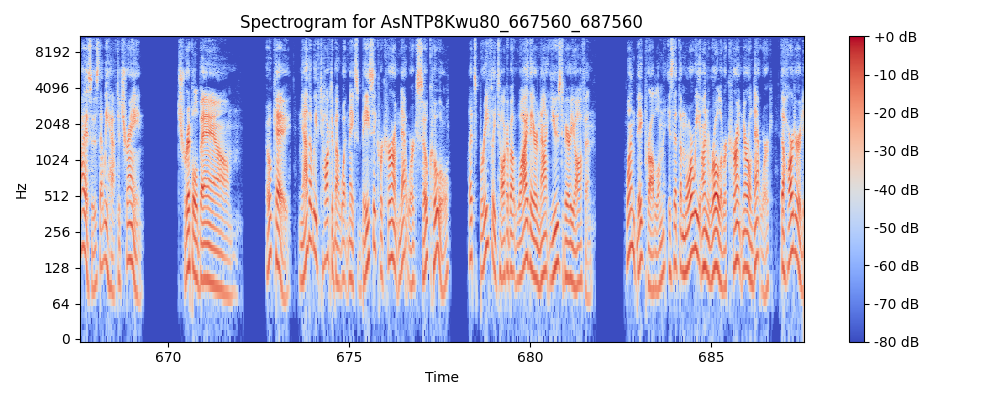 Spectrogram for AsNTP8Kwu80_667560_687560
8192
4096
2048
1024
512
256
128
64
0
Hz
670
675
680
685
Time
+0 dB
-10 dB
-20 dB
-30 dB
-40 dB
-50 dB
-60 dB
-70 dB
-80 dB